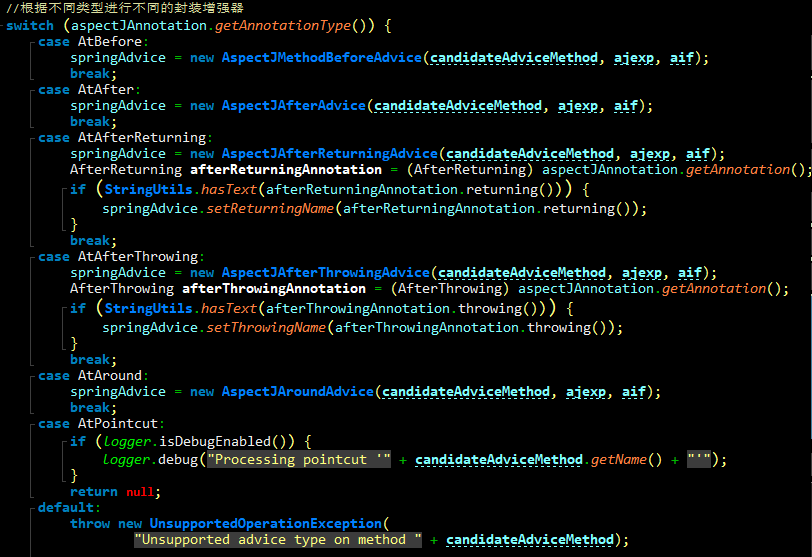 //根据不同类型进行不同的封装增强器
switch (aspectJAnnotation.getAnnotationType()) {
case AtBefore:
springAdvice = new AspectJMethodBeforeAdvice(candidateAdviceMethod, ajexp, aif);
break;
case AtAfter:
springAdvice = new AspectJAfterAdvice(candidateAdviceMethod, ajexp, aif);
break;
case AtAfterReturning:
springAdvice = new AspectJAfterReturningAdvice(candidateAdviceMethod, ajexp, aif);
AfterReturning afterReturningAnnotation = (AfterReturning) aspectJAnnotation.getAnnotation();
if (StringUtils.hasText(afterReturningAnnotation.returning())) {
springAdvice.setReturningName(afterReturningAnnotation.returning());
}
break;
case AtAfterThrowing:
springAdvice = new AspectJAfterThrowingAdvice(candidateAdviceMethod, ajexp, aif);
AfterThrowing afterThrowingAnnotation = (AfterThrowing) aspectJAnnotation.getAnnotation();
if (StringUtils.hasText(afterThrowingAnnotation.throwing())) {
springAdvice.setThrowingName(afterThrowingAnnotation.throwing());
}
break;
case AtAround:
springAdvice = new AspectJAroundAdvice(candidateAdviceMethod, ajexp, aif);
break;
case AtPointcut:
if (logger.isDebugEnabled()) {
logger.debug("Processing pointcut '" + candidateAdviceMethod.getName() + "'");
}
return null;
default:
throw new UnsupportedOperationException(
"Unsupported advice type on method " + candidateAdviceMethod);